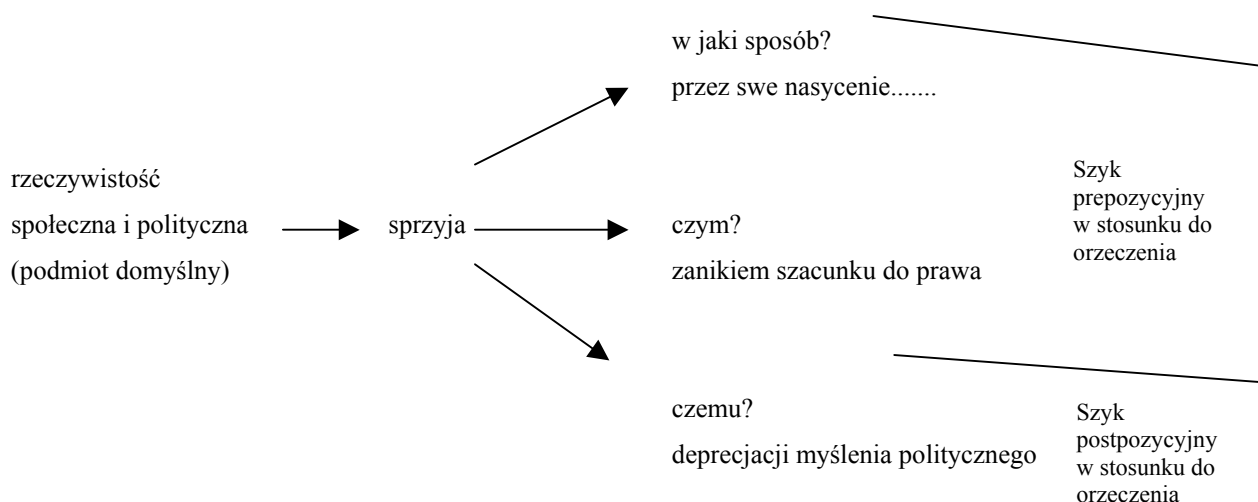 w jaki sposób?
przez swe nasycenie.......
rzeczywistość
społeczna i polityczna
(podmiot domyślny)
sprzyja
czym?
zanikiem szacunku do prawa
Szyk
prepozycyjny
w stosunku do
orzeczenia
czemu?
deprecjacji myślenia politycznego
Szyk
postpozycyjny
w stosunku do
orzeczenia